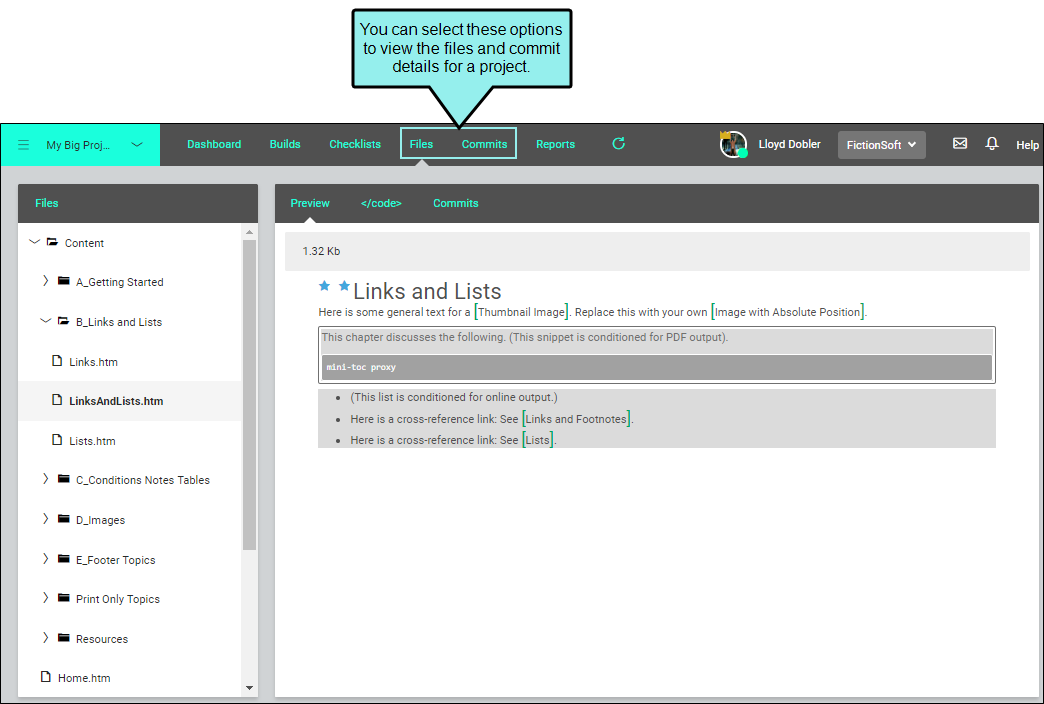 You can select these options
to view the files and commit
details for a project.
My Big Proj...
Dashboard
Builds
Checklists
Files
Commits
Reports
Lloyd Dobler
FictionSoft
Help
Files
Content
A_Getting Started
B_Links and Lists
Links.htm
LinksAndLists.htm
Lists.htm
C_Conditions Notes Tables
D_Images
E_Footer Topics
Print Only Topics
Resources
Home.htm
Preview
</code>
Commits
1.32 Kb
Links and Lists
Here is some general text for a [Thumbnail Image]. Replace this with your own [Image with Absolute Position].
This chapter discusses the following. (This snippet is conditioned for PDF output).
mini-toc proxy
• (This list is conditioned for online output.)
• Here is a cross-reference link: See [Links and Footnotes].
• Here is a cross-reference link: See [Lists].